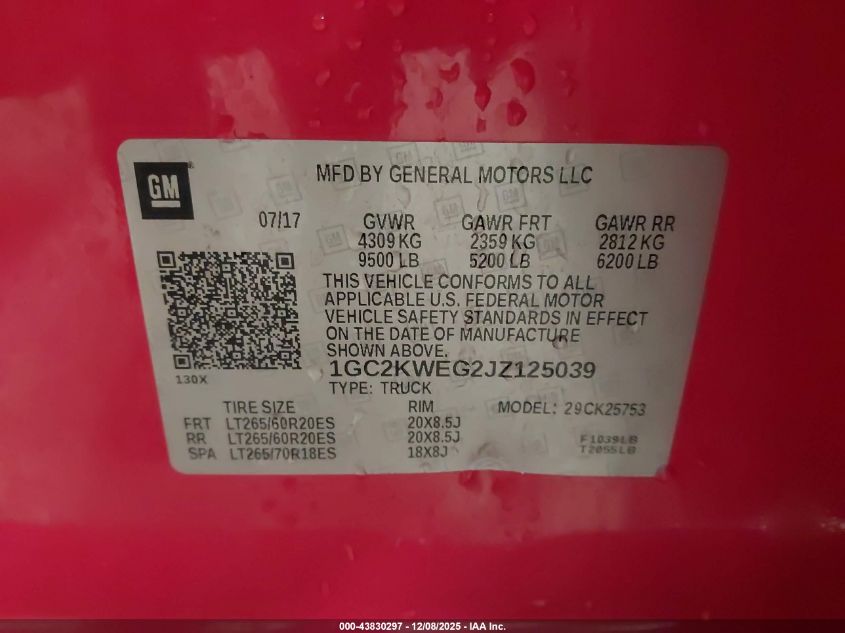 GM
MFD BY GENERAL MOTORS LLC
07/17 GVWR GAWR FRT GAWR RR
4309 KG 2359 KG 2812 KG
9500 LB 5200 LB 6200 LB
THIS VEHICLE CONFORMS TO ALL
APPLICABLE U.S. FEDERAL MOTOR
VEHICLE SAFETY STANDARDS IN EFFECT
ON THE DATE OF MANUFACTURE
SHOWN ABOVE.
1GC2KWEG2JZ125039
130X
TYPE: TRUCK
TIRE SIZE RIM MODEL: 29CK25753
FRT LT265/60R20ES 20X8.5J
RR LT265/60R20ES 20X8.5J F1039LB
SPA LT265/70R18ES 18X8J T2055LB
000-43830297 - 12/08/2025 - IAA Inc.